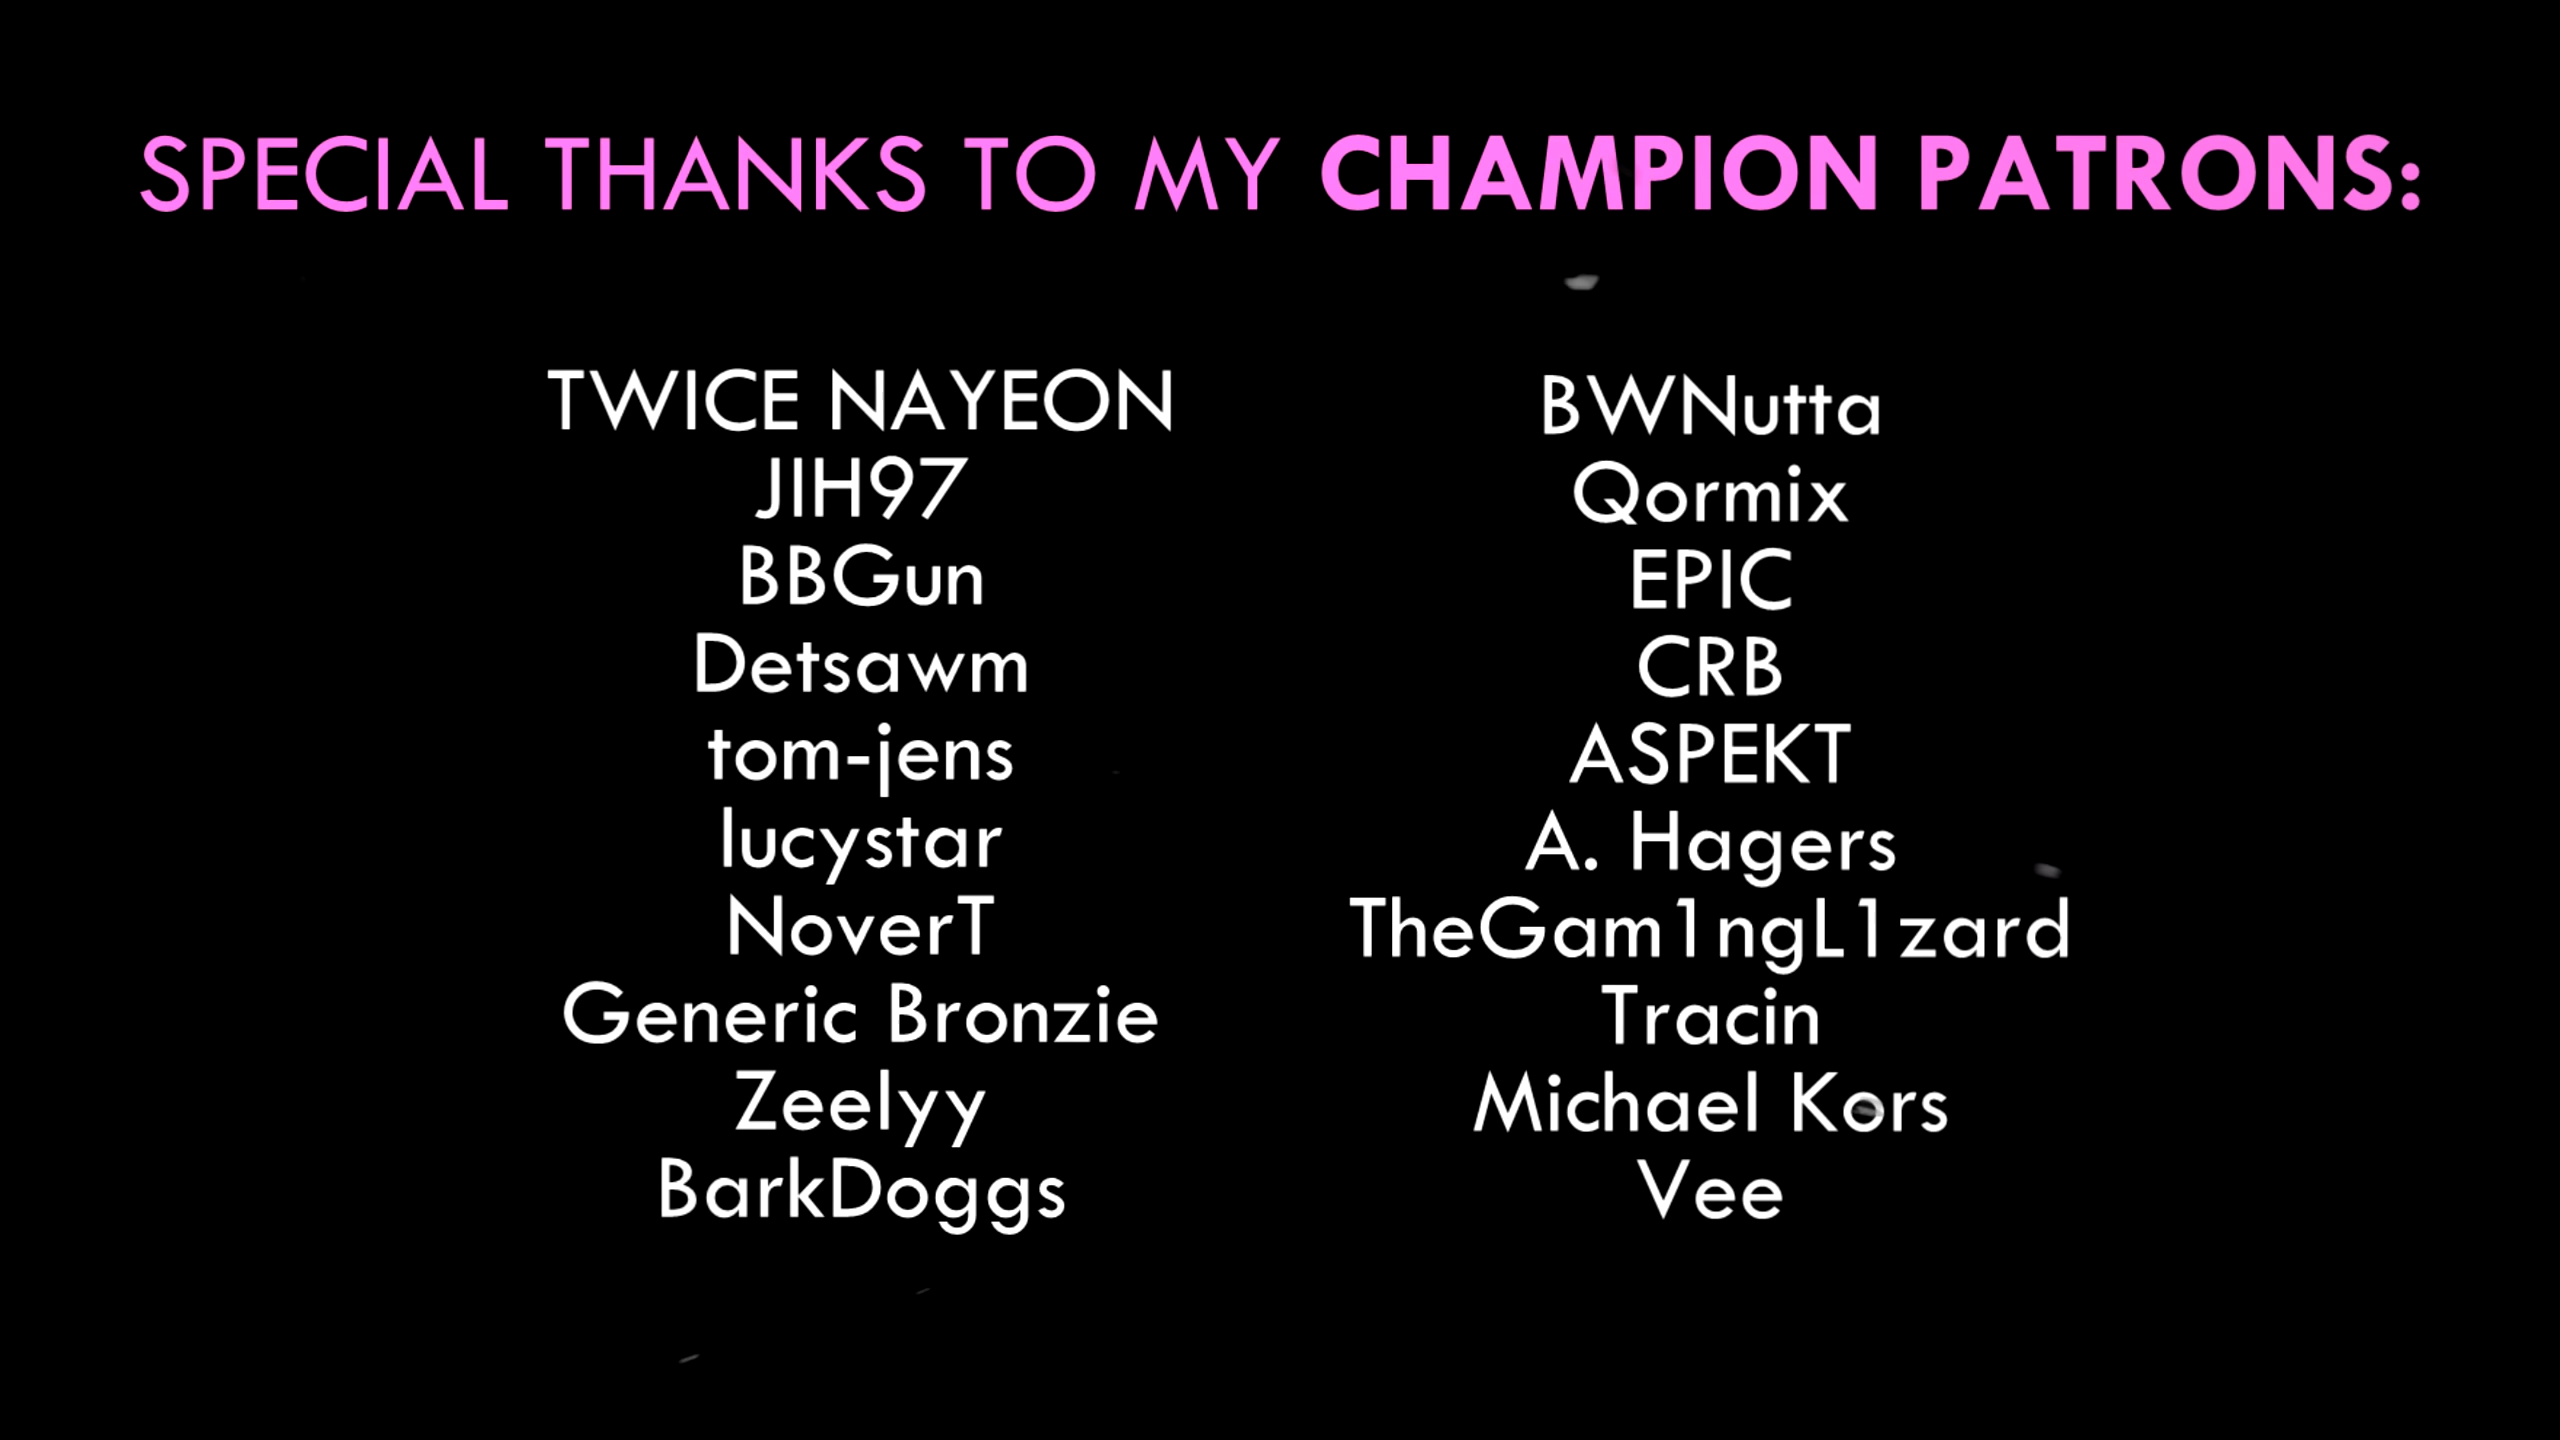 SPECIAL THANKS TO MY CHAMPION PATRONS:
TWICE NAYEON
JIH97
BBGun
Detsawm
tom-jens
lucystar
NoverT
Generic Bronzie
Zeelyy
BarkDoggs
BWNutta
Qormix
EPIC
CRB
ASPEKT
A. Hagers
TheGam1ngL1zard
Tracin
Michael Kors
Vee